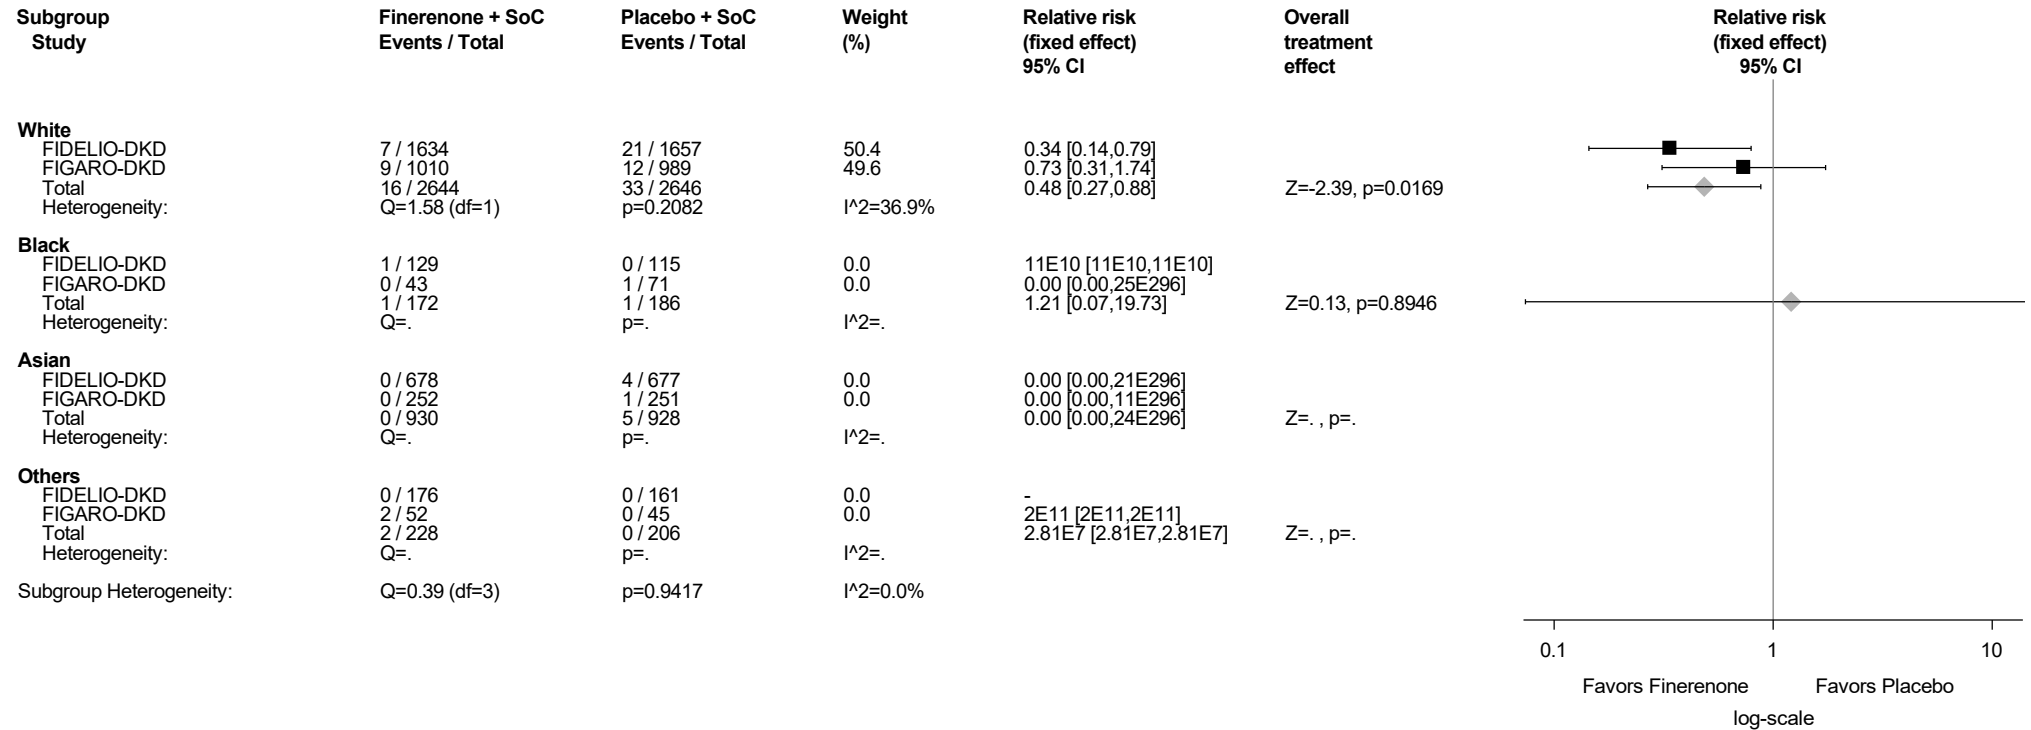 Subgroup Finerenone + SoC Placebo + SoC Weight Relative risk Overall Relative risk
Study Events / Total Events / Total (%) (fixed effect) treatment (fixed effect)
95% CI effect 95% CI
White
FIDELIO-DKD 7 / 1634 21 / 1657 50.4 0.34 [0.14,0.79]
FIGARO-DKD 9 / 1010 12 / 989 49.6 0.73 [0.31,1.74]
Total 16 / 2644 33 / 2646 0.48 [0.27,0.88] Z=-2.39, p=0.0169
Heterogeneity: Q=1.58 (df=1) p=0.2082 I^2=36.9%
Black
FIDELIO-DKD 1 / 129 0 / 115 0.0 11E10 [11E10,11E10]
FIGARO-DKD 0 / 43 1 / 71 0.0 0.00 [0.00,25E296]
Total 1 / 172 1 / 186 1.21 [0.07,19.73] Z=0.13, p=0.8946
Heterogeneity: Q=. p=. I^2=.
Asian
FIDELIO-DKD 0 / 678 4 / 677 0.0 0.00 [0.00,21E296]
FIGARO-DKD 0 / 252 1 / 251 0.0 0.00 [0.00,11E296]
Total 0 / 930 5 / 928 0.00 [0.00,24E296] Z=. , p=.
Heterogeneity: Q=. p=. I^2=.
Others
FIDELIO-DKD 0 / 176 0 / 161 0.0 -
FIGARO-DKD 2 / 52 0 / 45 0.0 2E11 [2E11,2E11]
Total 2 / 228 0 / 206 2.81E7 [2.81E7,2.81E7] Z=. , p=.
Heterogeneity: Q=. p=. I^2=.
Subgroup Heterogeneity: Q=0.39 (df=3) p=0.9417 I^2=0.0%
0.1 1 10
Favors Finerenone Favors Placebo
log-scale